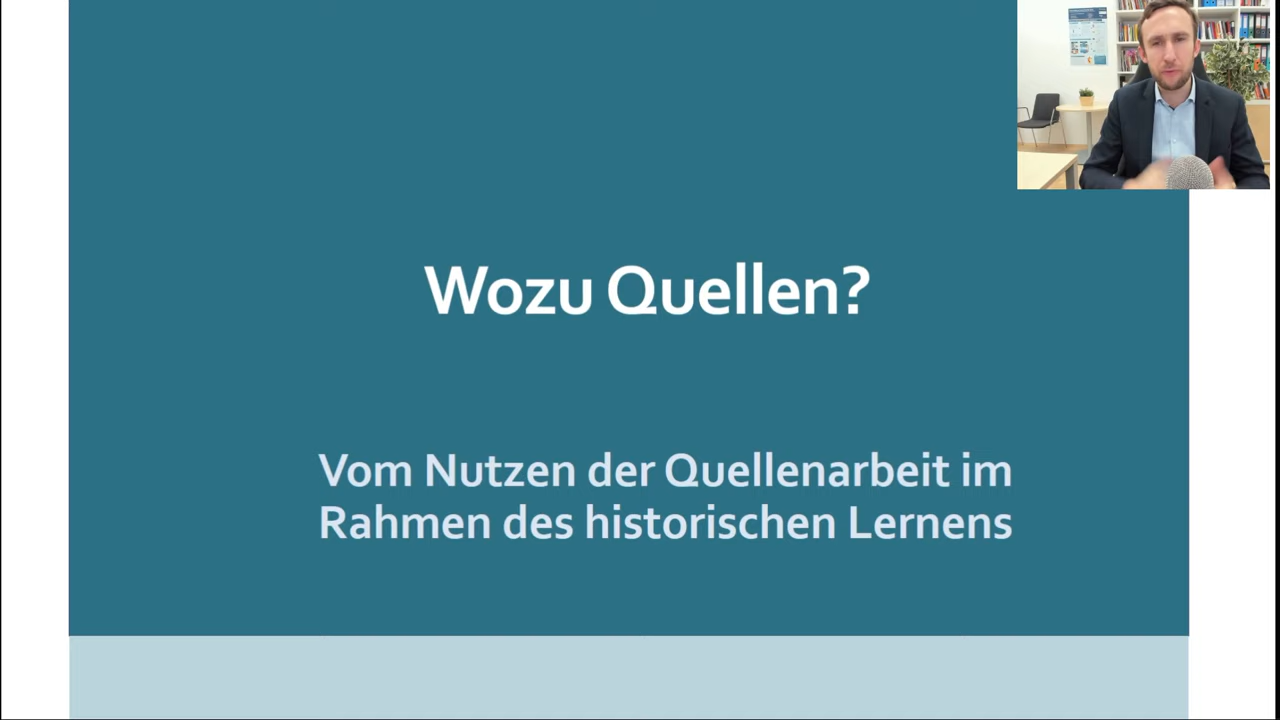 Wozu Quellen?
Vom Nutzen der Quellenarbeit im
Rahmen des historischen Lernens